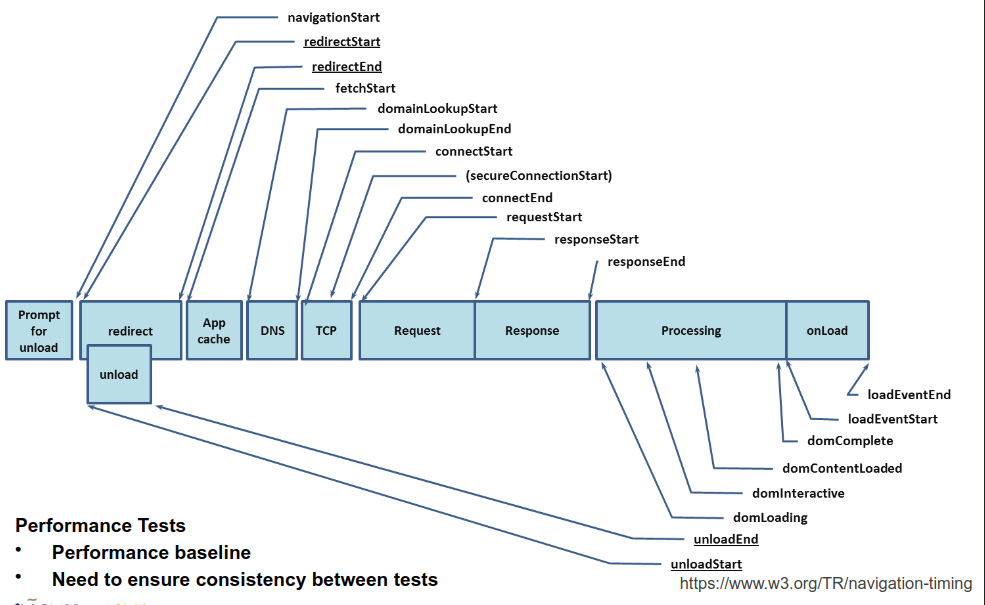 navigationStart
redirectStart
redirectEnd
fetchStart
domainLookupStart
domainLookupEnd
connectStart
(secureConnectionStart)
connectEnd
requestStart
responseStart
responseEnd
Prompt
for
unload
redirect
unload
App
cache
DNS
TCP
Request
Response
Processing
onLoad
loadEventEnd
loadEventStart
domComplete
domContentLoaded
domInteractive
domLoading
unloadEnd
unloadStart
Performance Tests
• Performance baseline
• Need to ensure consistency between tests
https://www.w3.org/TR/navigation-timing